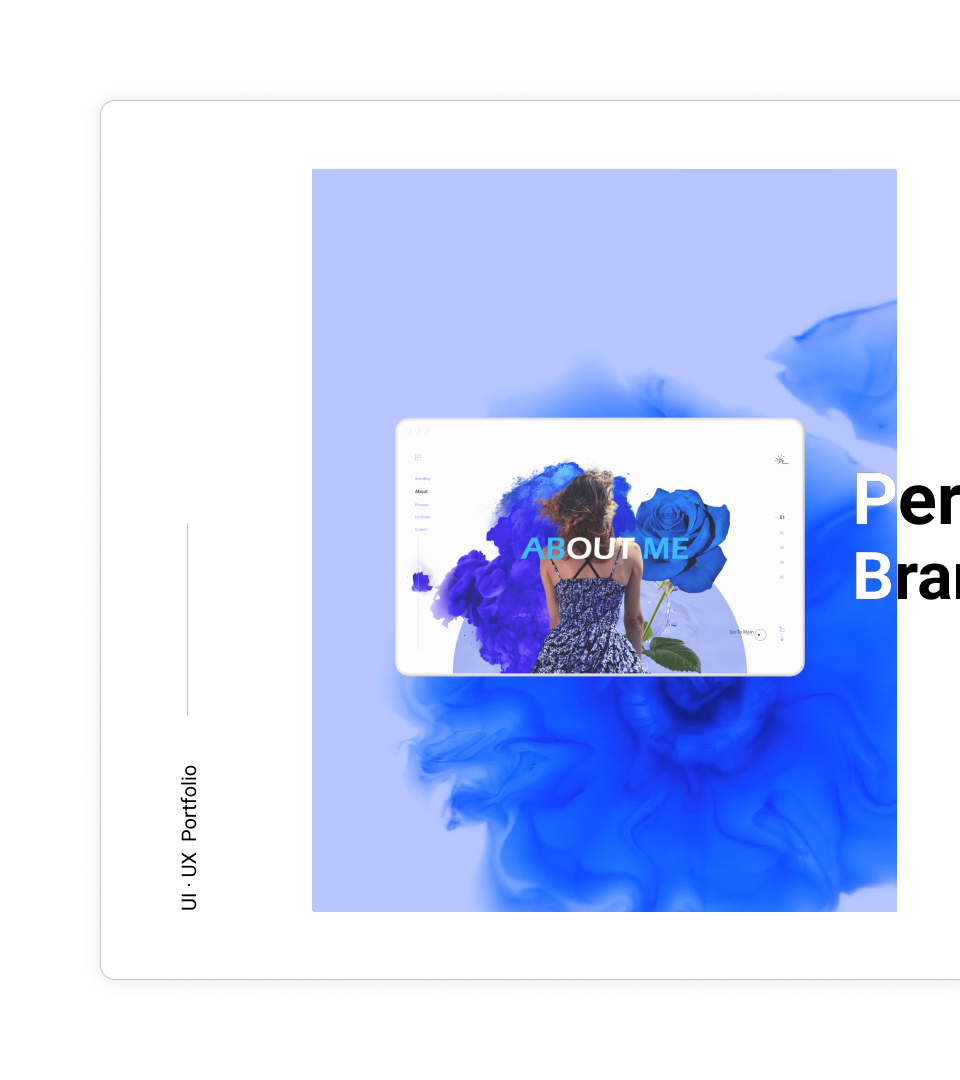 Branding
About
Process
Portfolio
Contact
ABOUT ME
01
02
03
04
05
Go To Main
Per
Bra
UI · UX Portfolio